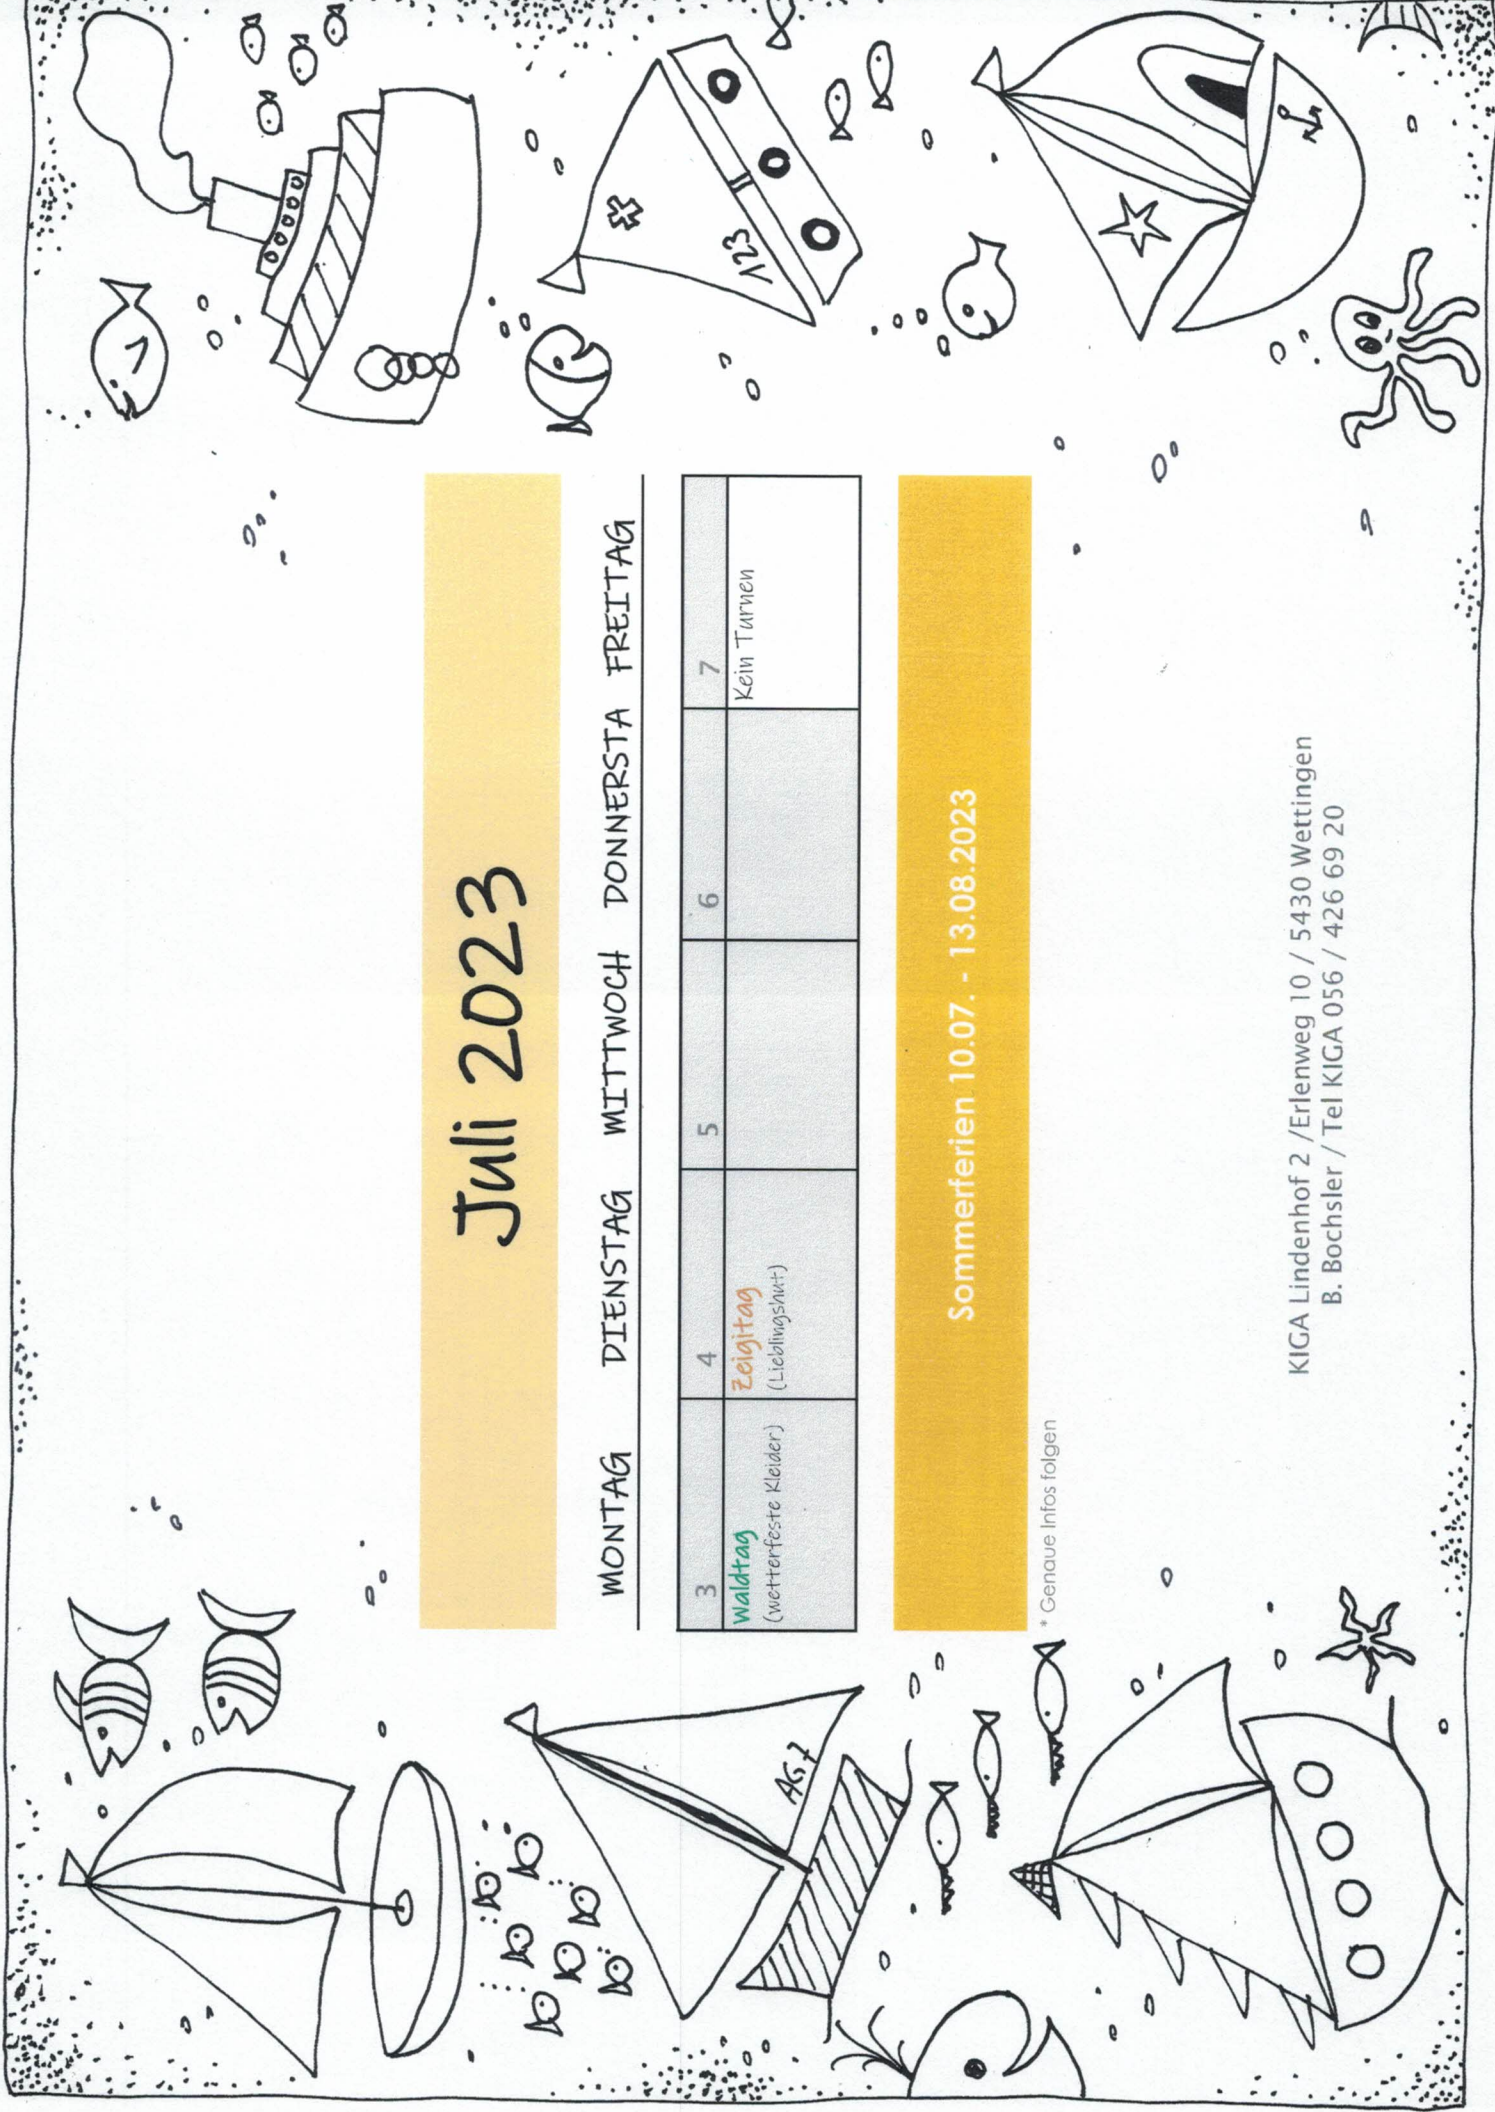 Juli 2023
MONTAG DIENSTAG MITTWOCH DONNERSTA FREITAG
3 4 5 6 7
Waldtag
(wetterfeste Kleider)
Zeigitag
(Lieblingshut)
Kein Turnen
Sommerferien 10.07. - 13.08.2023
* Genaue Infos folgen
KIGA Lindenhof 2 /Erlenweg 10 / 5430 Wettingen
B. Bochsler / Tel KIGA 056 / 426 69 20
123
AG 7